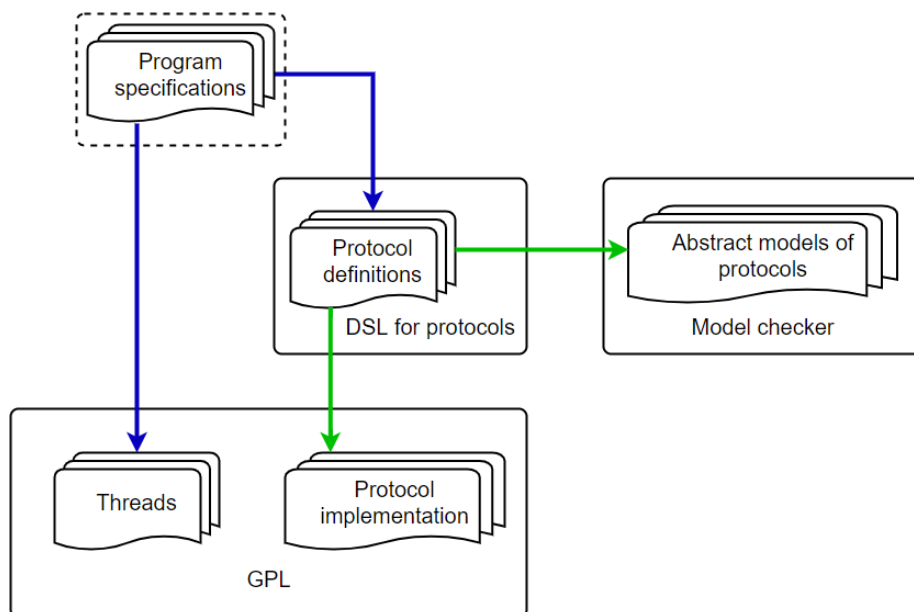 Program
specifications
Protocol
definitions
DSL for protocols
Abstract models of
protocols
Model checker
Threads
Protocol
implementation
GPL